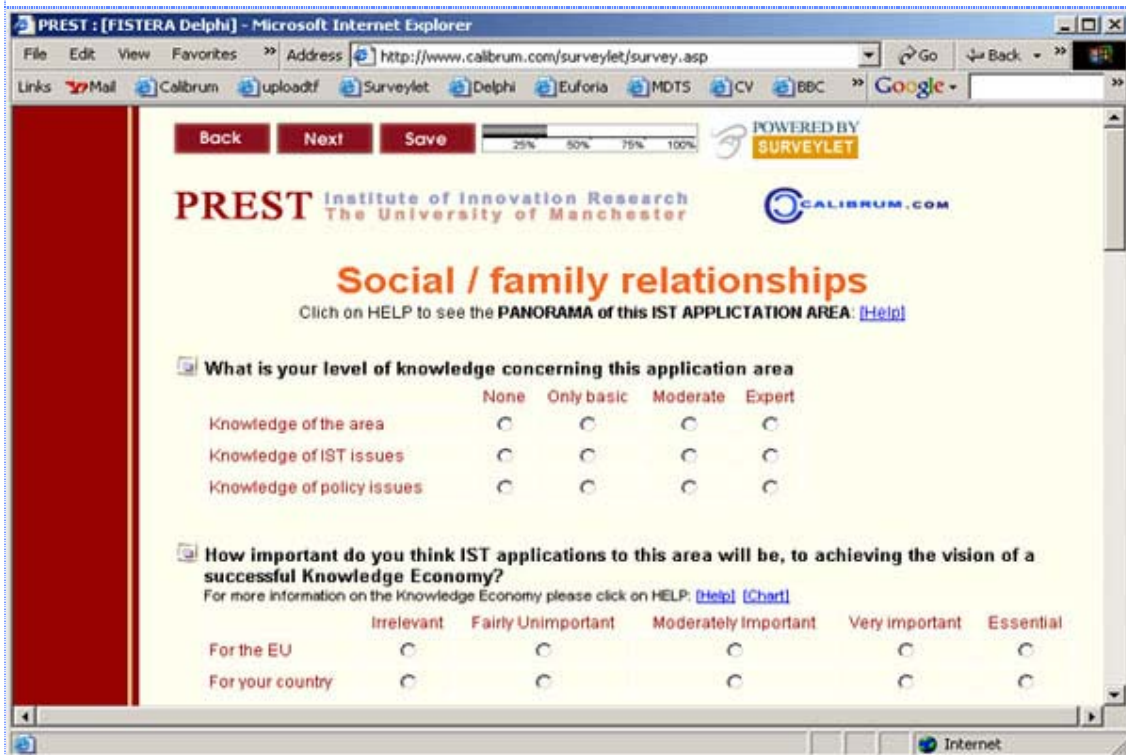 PREST : [FISTERA Delphi] - Microsoft Internet Explorer
File Edit View Favorites » Address http://www.calibrum.com/surveylet/survey.asp Go Back »
Links Mail Calibrum uploadtf Surveylet Delphi Euforia MDTS CV BBC » Google »
Back Next Save 25% 50% 75% 100% POWERED BY
SURVEYLET
PREST Institute of Innovation Research
The University of Manchester
CALIBRUM.COM
Social / family relationships
Clich on HELP to see the PANORAMA of this IST APPLICTATION AREA: [Help]
What is your level of knowledge concerning this application area
None Only basic Moderate Expert
Knowledge of the area
Knowledge of IST issues
Knowledge of policy issues
How important do you think IST applications to this area will be, to achieving the vision of a
successful Knowledge Economy?
For more information on the Knowledge Economy please click on HELP: [Help] [Chart]
Irrelevant Fairly Unimportant Moderately Important Very important Essential
For the EU
For your country
Internet